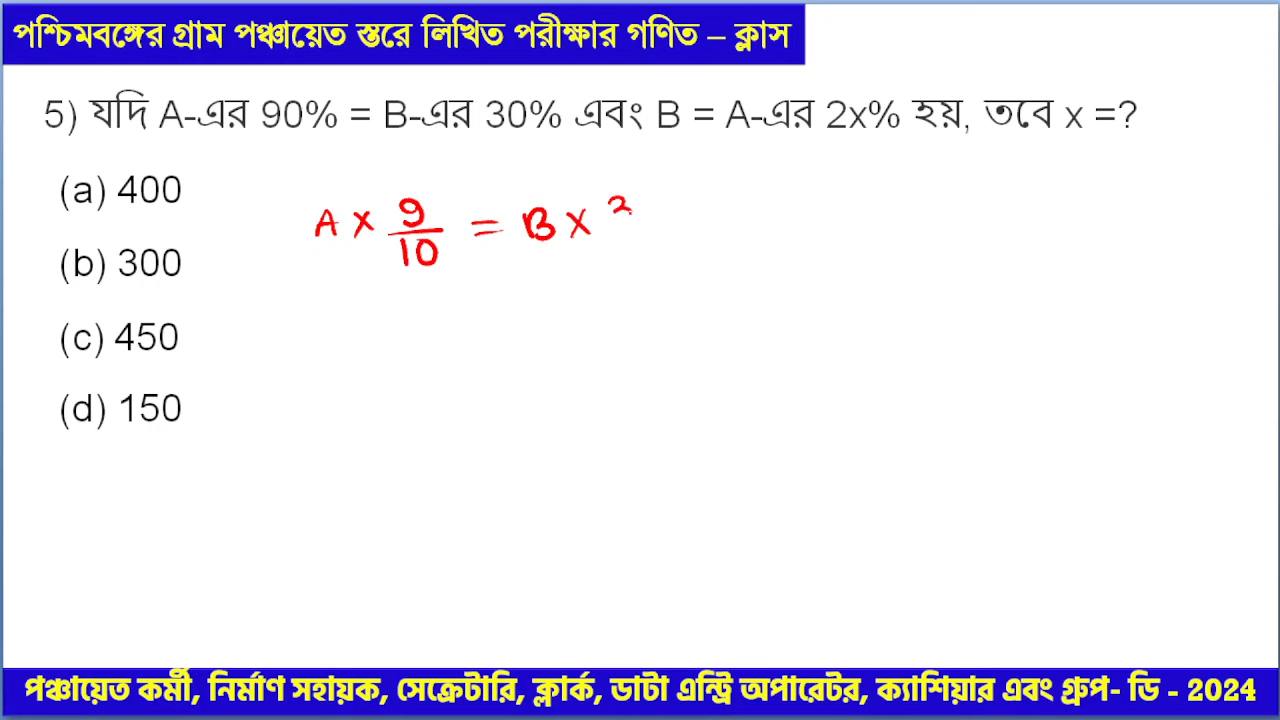 পশ্চিমবঙ্গের গ্রাম পঞ্চায়েত স্তরে লিখিত পরীক্ষার গণিত – ক্লাস
5) যদি A-এর 90% = B-এর 30% এবং B = A-এর 2x% হয়, তবে x =?
(a) 400
A × 9/10 = B × 2
(b) 300
(c) 450
(d) 150
পঞ্চায়েত কর্মী, নির্মাণ সহায়ক, সেক্রেটারি, ক্লার্ক, ডাটা এন্ট্রি অপারেটর, ক্যাশিয়ার এবং গ্রুপ- ডি - 2024